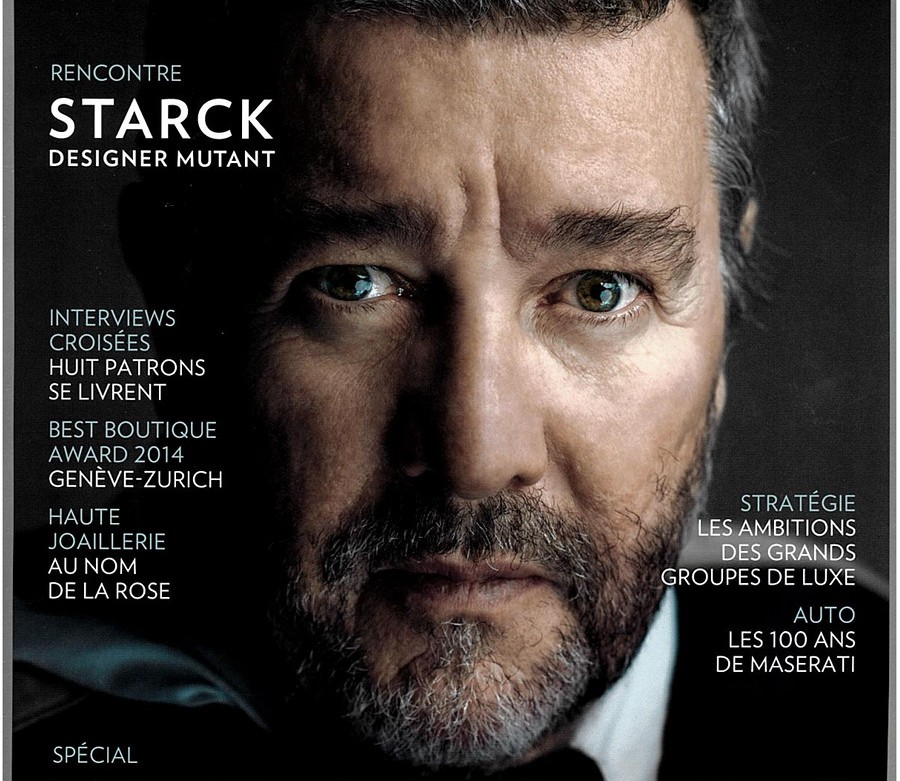 RENCONTRE
STARCK
DESIGNER MUTANT
INTERVIEWS
CROISÉES
HUIT PATRONS
SE LIVRENT
BEST BOUTIQUE
AWARD 2014
GENÈVE-ZURICH
HAUTE
JOAILLERIE
AU NOM
DE LA ROSE
STRATÉGIE
LES AMBITIONS
DES GRANDS
GROUPES DE LUXE
AUTO
LES 100 ANS
DE MASERATI
SPÉCIAL